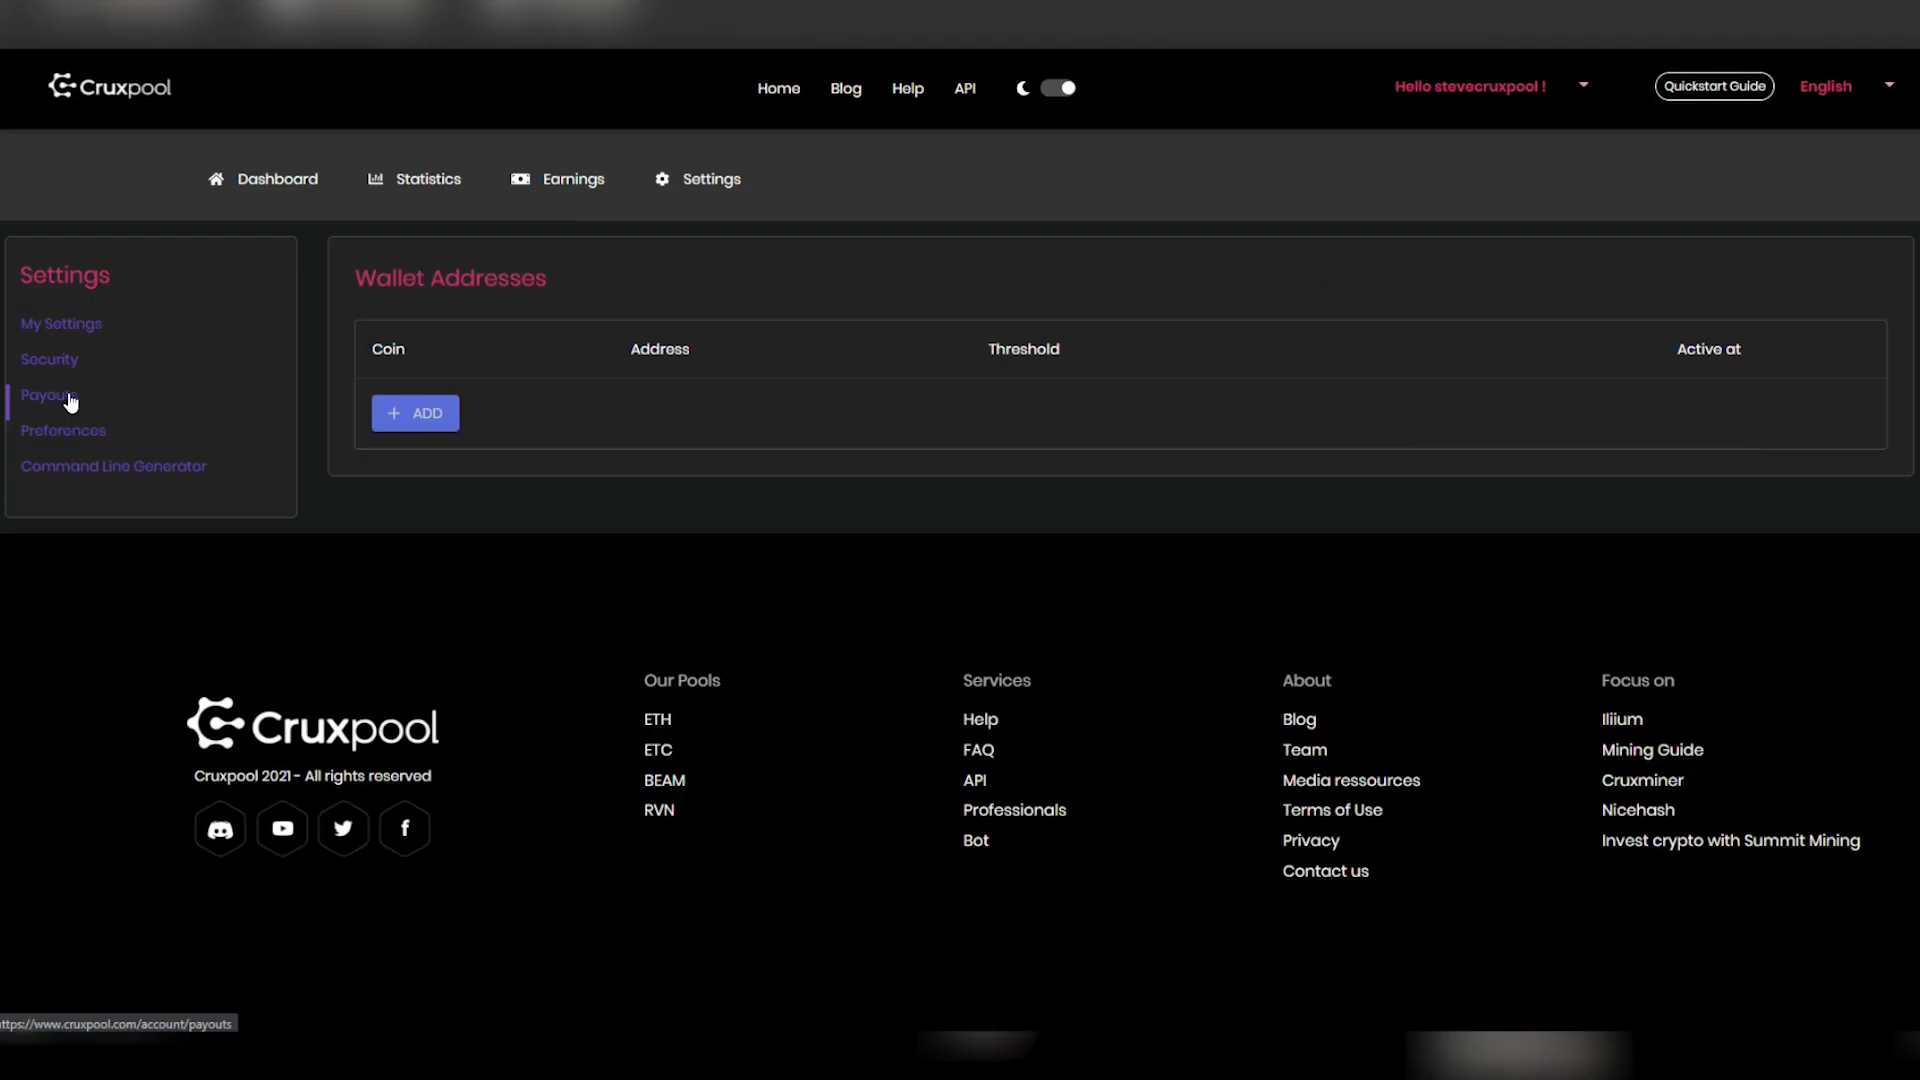 Cruxpool
Home Blog Help API
Hello stevecruxpool !
Quickstart Guide
English
Dashboard Statistics Earnings Settings
Settings
My Settings
Security
Payouts
Preferences
Command Line Generator
Wallet Addresses
Coin Address Threshold Active at
+ ADD
Cruxpool
Cruxpool 2021 - All rights reserved
Our Pools
ETH
ETC
BEAM
RVN
Services
Help
FAQ
API
Professionals
Bot
About
Blog
Team
Media ressources
Terms of Use
Privacy
Contact us
Focus on
Iliium
Mining Guide
Cruxminer
Nicehash
Invest crypto with Summit Mining
ttps://www.cruxpool.com/account/payouts